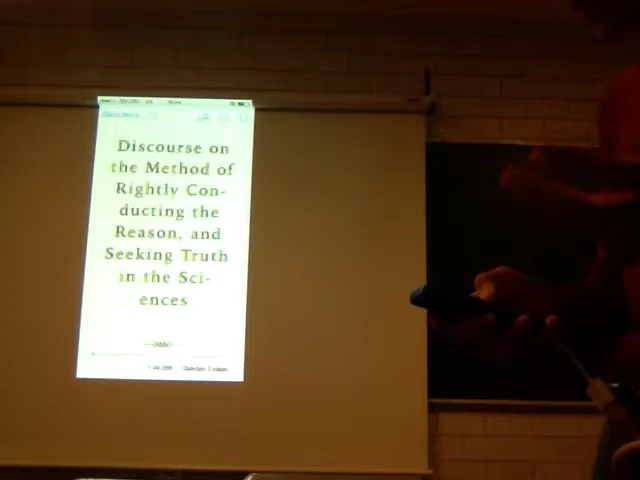 Discourse on
the Method of
Rightly Con-
ducting the
Reason, and
Seeking Truth
in the Sci-
ences